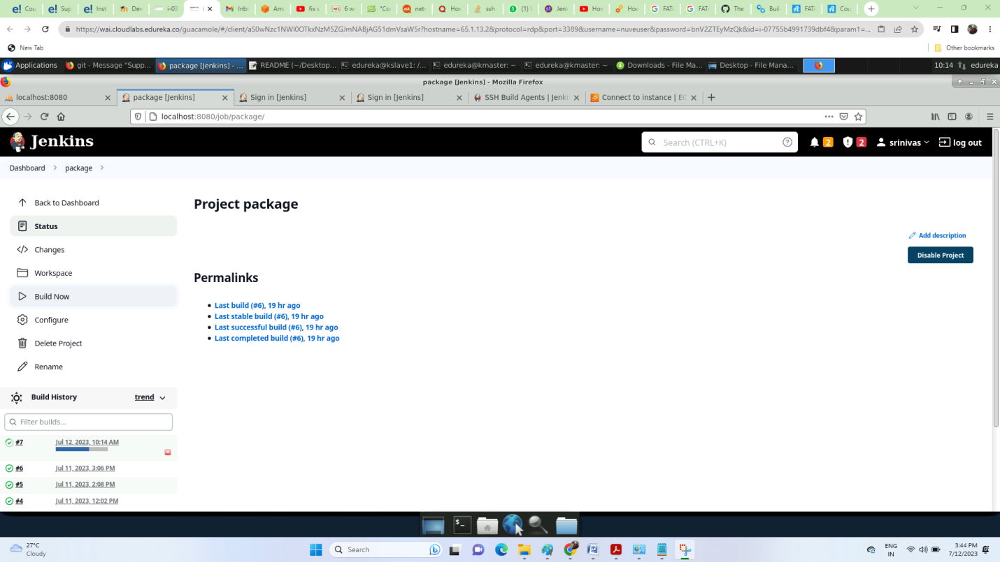 Cou
Sup
Inst
Dev
i-03
i
Inbo
Ama
fix s
6 wa
"Co
netw
How
ssh
(1) \
Jenk
How
How
FATA
FATA
The
Buil
FATA
Cou
https://wai.cloudlabs.edureka.co/guacamole/#/client/aS0wNzc1NWI0OTkxNzM5ZGJmNABjAG51dmVsaW5r?hostname=65.1.13.2&protocol=rdp&port=3389&username=nuveuser&password=bnV2ZTEyMzQk&id=i-07755b4991739dbf4&param1=...
New Tab
Other bookmarks
Applications
git - Message "Supp...
package [Jenkins] - ...
README (~/Desktop...
edureka@kslave1: /...
edureka@kmaster: ~
edureka@kmaster: ~
Downloads - File Ma...
Desktop - File Mana...
10:14
edureka
package [Jenkins] - Mozilla Firefox
localhost:8080
package [Jenkins]
Sign in [Jenkins]
Sign in [Jenkins]
SSH Build Agents | Jenki
Connect to instance | EC
localhost:8080/job/package/
Jenkins
Search (CTRL+K)
2
2
srinivas
log out
Dashboard
package
Back to Dashboard
Status
Changes
Workspace
Build Now
Configure
Delete Project
Rename
Project package
Add description
Disable Project
Permalinks
Last build (#6), 19 hr ago
Last stable build (#6), 19 hr ago
Last successful build (#6), 19 hr ago
Last completed build (#6), 19 hr ago
Build History
trend
Filter builds...
#7 Jul 12, 2023, 10:14 AM
#6 Jul 11, 2023, 3:06 PM
#5 Jul 11, 2023, 2:08 PM
#4 Jul 11, 2023, 12:02 PM
27°C
Cloudy
Search
ENG
IN
3:44 PM
7/12/2023